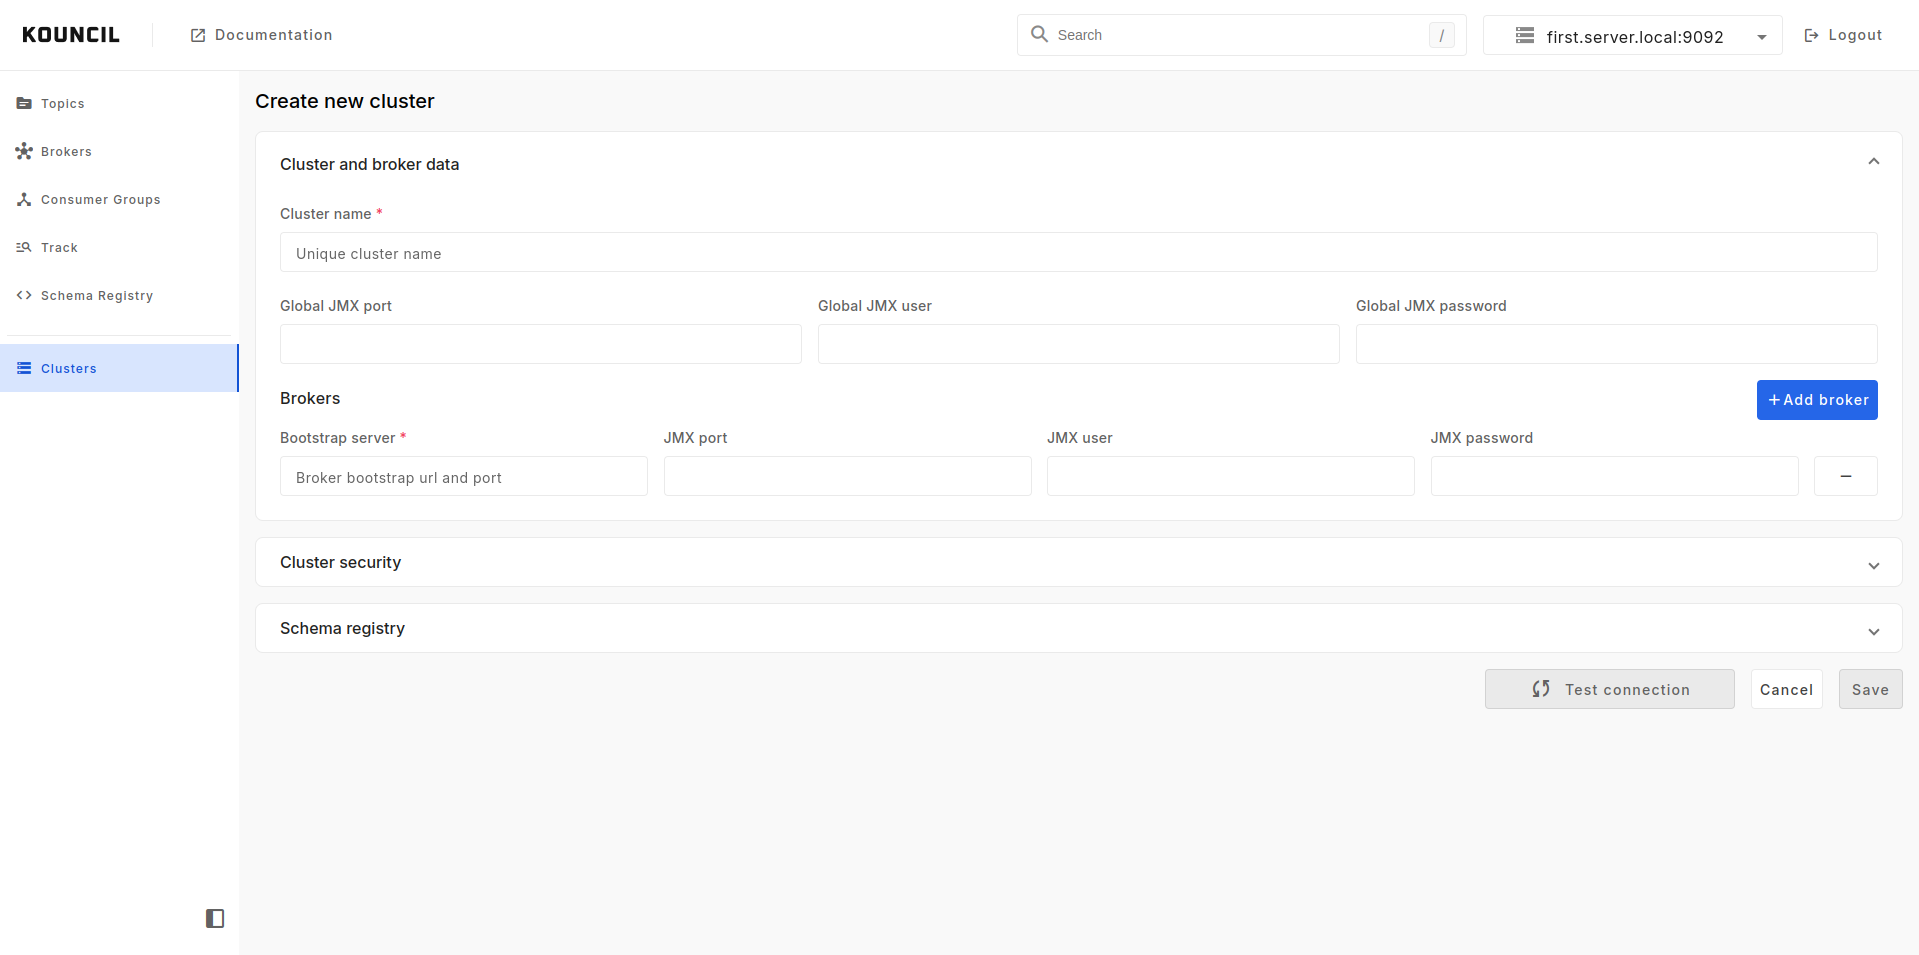 KOUNCIL
Documentation
Search
/
first.server.local:9092
Logout
Topics
Brokers
Consumer Groups
Track
Schema Registry
Clusters
Create new cluster
Cluster and broker data
Cluster name *
Unique cluster name
Global JMX port Global JMX user Global JMX password
Brokers
+ Add broker
Bootstrap server * JMX port JMX user JMX password
Broker bootstrap url and port
Cluster security
Schema registry
Test connection Cancel Save